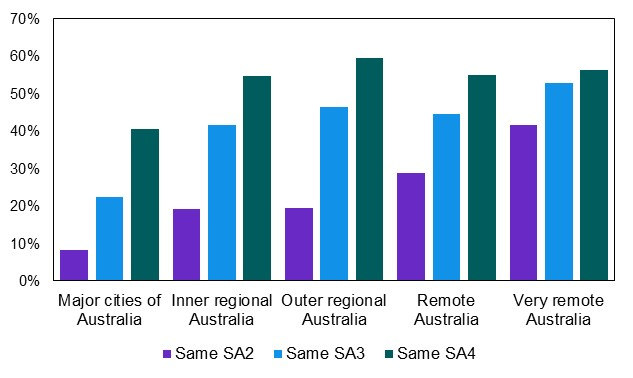 70%
60%
50%
40%
30%
20%
10%
0%
Major cities of Australia
Inner regional Australia
Outer regional Australia
Remote Australia
Very remote Australia
Same SA2 Same SA3 Same SA4